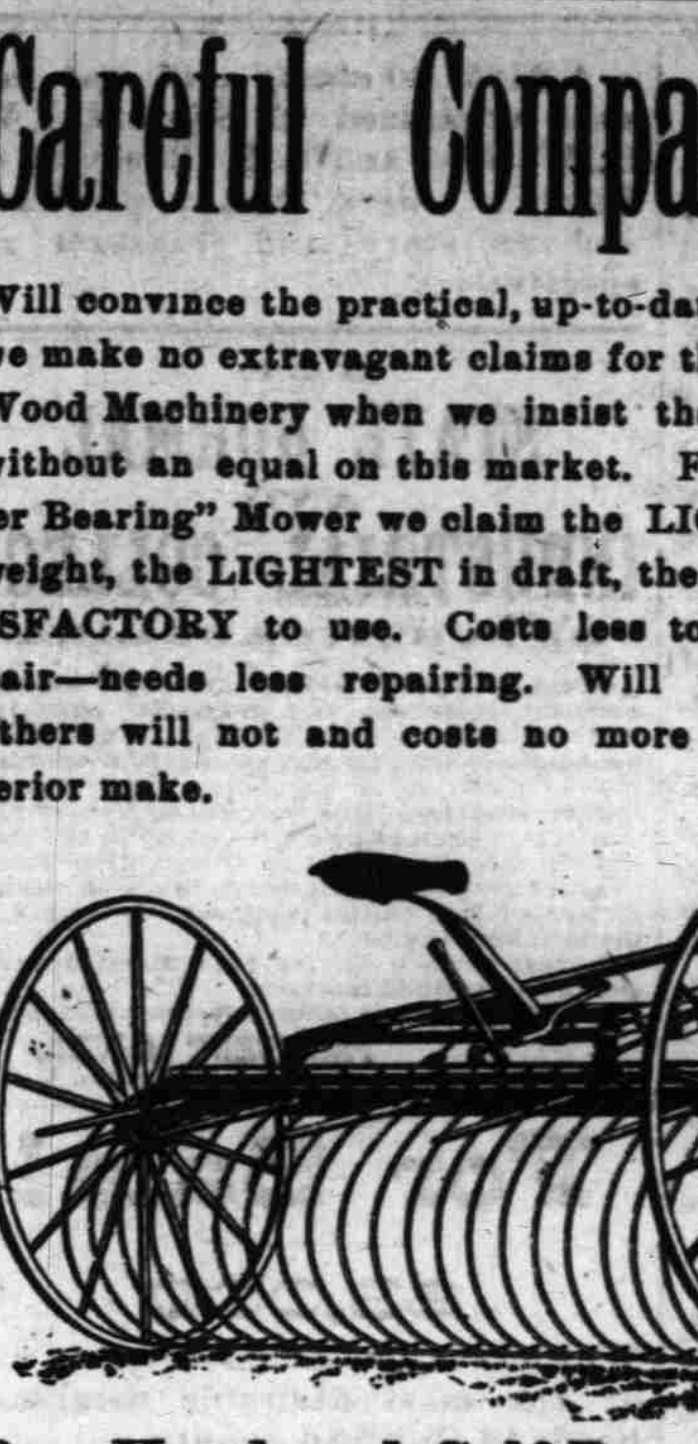 Careful Compa
Will convince the practical, up-to-da
we make no extravagant claims for t
Wood Machinery when we insist th
without an equal on this market. F
er Bearing” Mower we claim the LI
weight, the LIGHTEST in draft, the
SFACTORY to use. Costs less to
air—needs less repairing. Will
thers will not and costs no more
erior make.